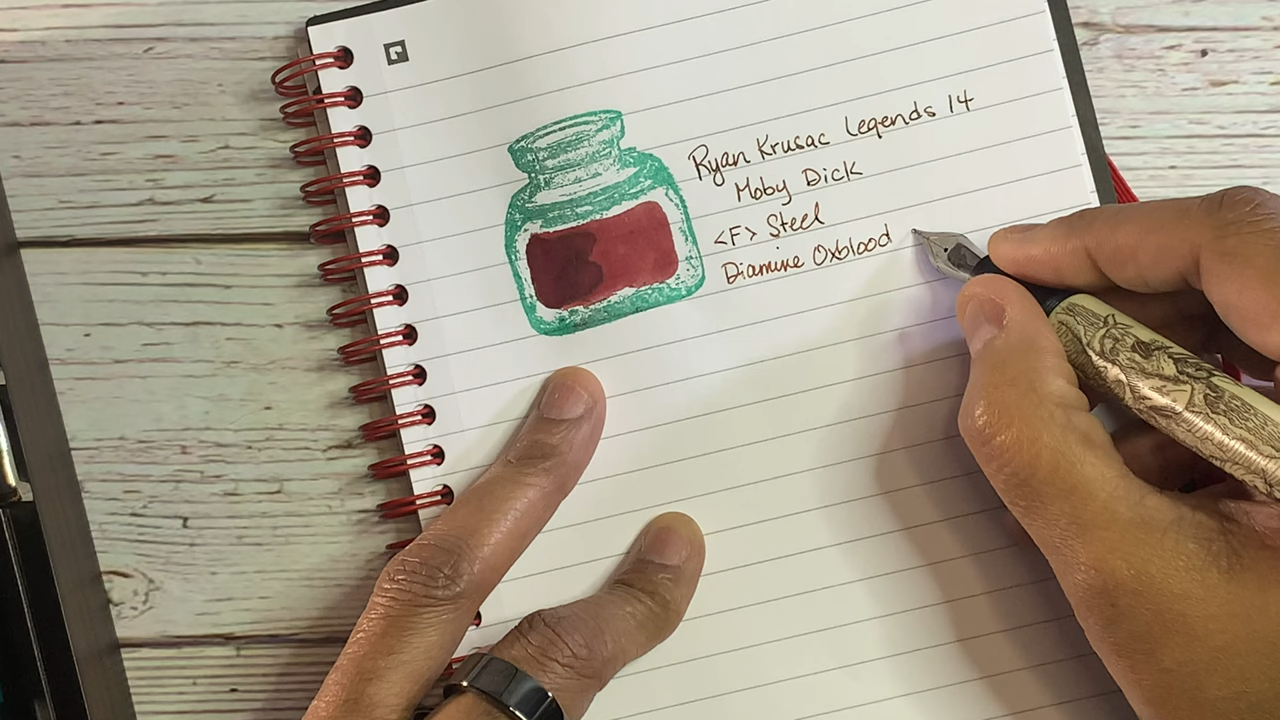 Ryan Krusac Legends 14
Moby Dick
<F> Steel
Diamine Oxblood